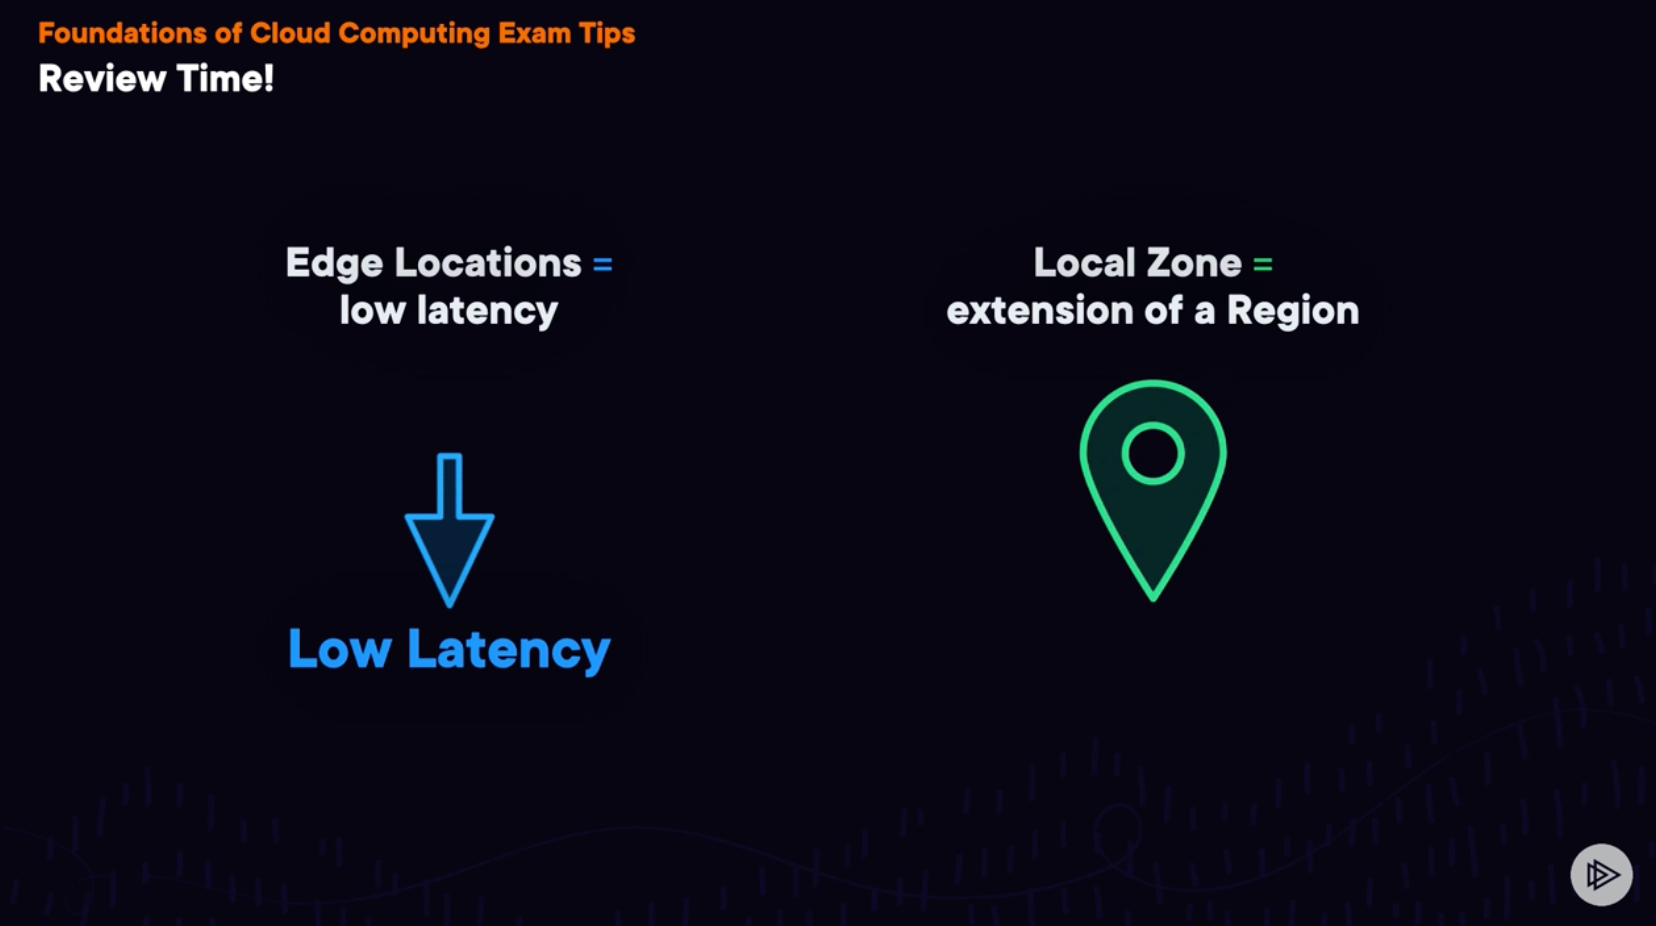 Foundations of Cloud Computing Exam Tips
Review Time!
Edge Locations =
low latency
Low Latency
Local Zone =
extension of a Region